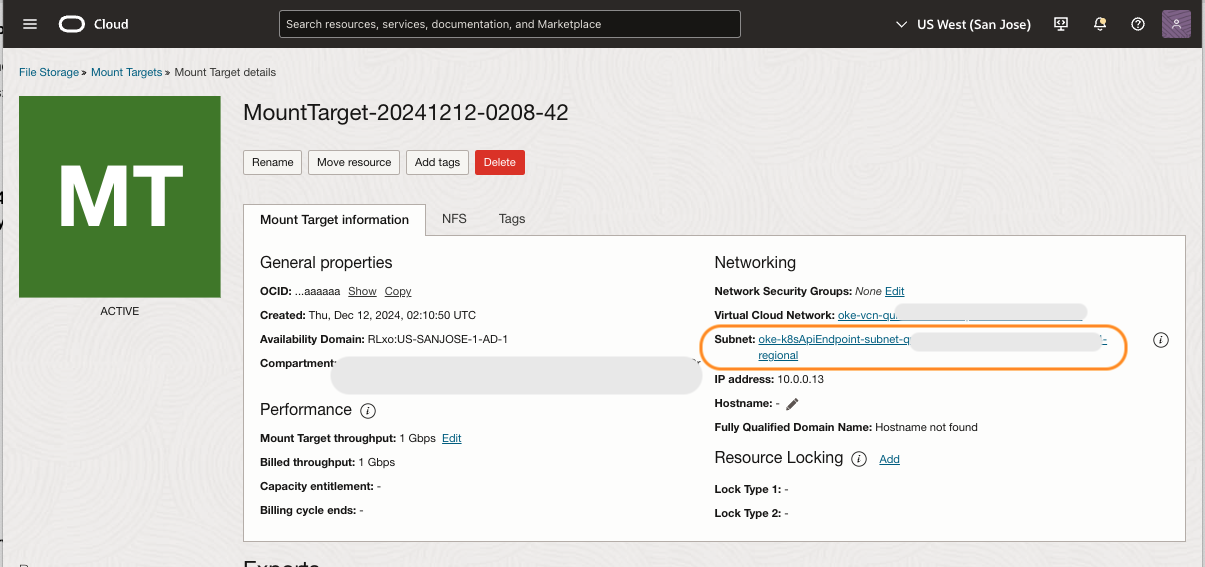 Cloud
Search resources, services, documentation, and Marketplace
US West (San Jose)
File Storage » Mount Targets » Mount Target details
MT
ACTIVE
MountTarget-20241212-0208-42
Rename Move resource Add tags Delete
Mount Target information NFS Tags
General properties
OCID: ...aaaaaa Show Copy
Created: Thu, Dec 12, 2024, 02:10:50 UTC
Availability Domain: RLxo:US-SANJOSE-1-AD-1
Compartment:
Performance
Mount Target throughput: 1 Gbps Edit
Billed throughput: 1 Gbps
Capacity entitlement: -
Billing cycle ends: -
Networking
Network Security Groups: None Edit
Virtual Cloud Network: oke-vcn-qu
Subnet: oke-k8sApiEndpoint-subnet-q
regional
IP address: 10.0.0.13
Hostname: -
Fully Qualified Domain Name: Hostname not found
Resource Locking Add
Lock Type 1: -
Lock Type 2: -
Exports